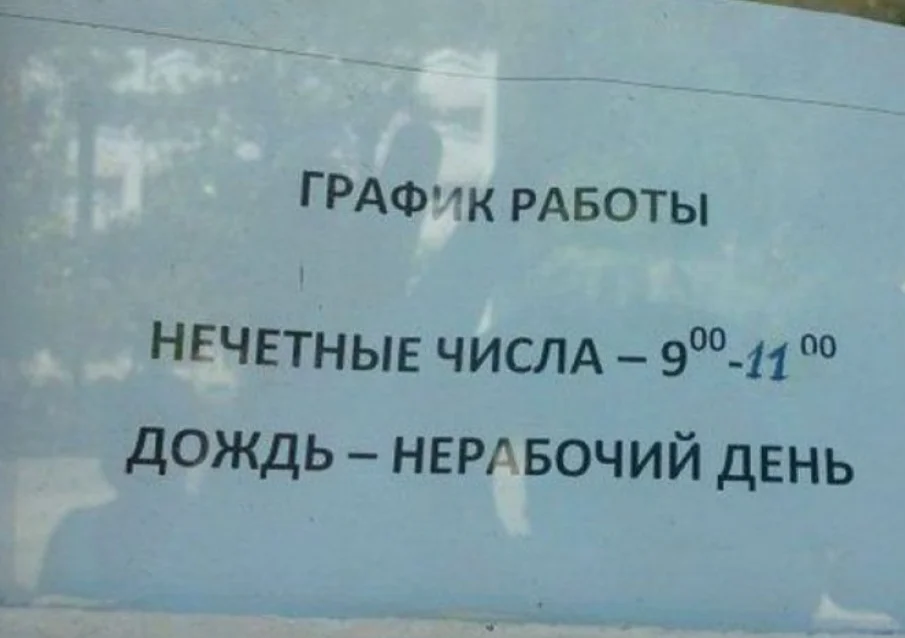 ГРАФИК РАБОТЫ
НЕЧЕТНЫЕ ЧИСЛА – 9⁰⁰-11⁰⁰
ДОЖДЬ – НЕРАБОЧИЙ ДЕНЬ